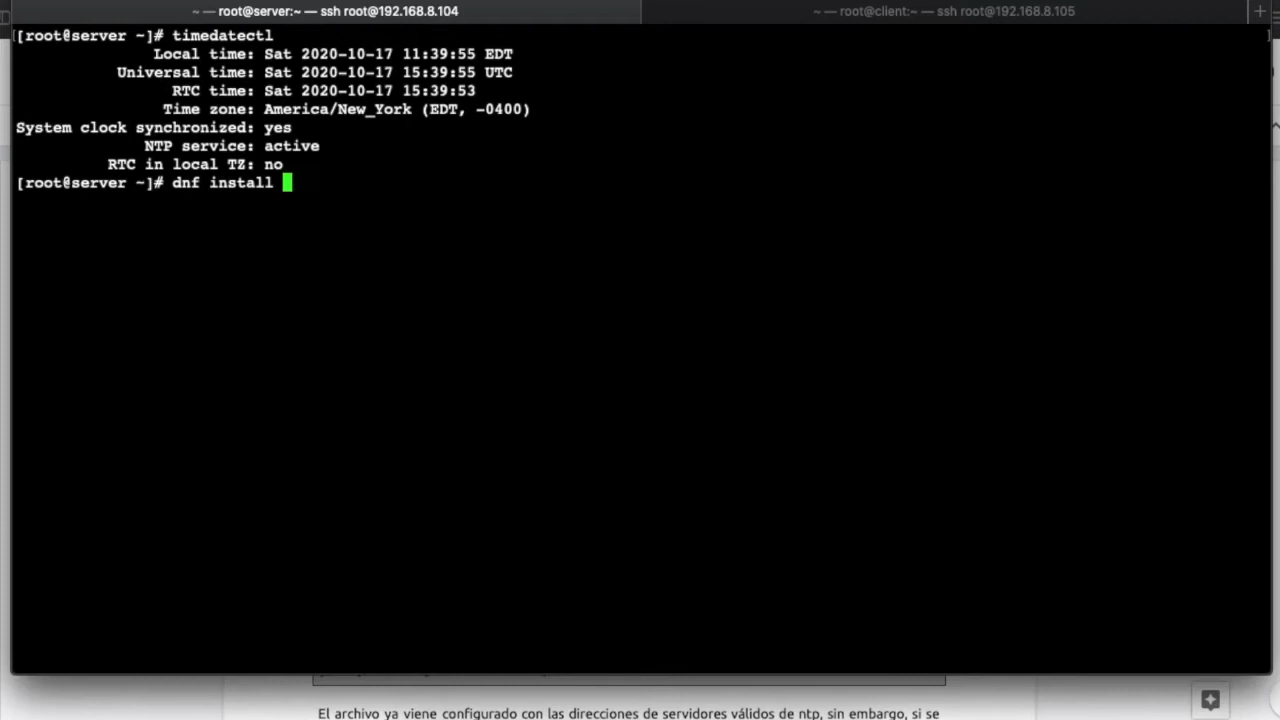 ~ — root@server:~ — ssh root@192.168.8.104
~ — root@client:~ — ssh root@192.168.8.105
+
[[root@server ~]# timedatectl
Local time: Sat 2020-10-17 11:39:55 EDT
Universal time: Sat 2020-10-17 15:39:55 UTC
RTC time: Sat 2020-10-17 15:39:53
Time zone: America/New_York (EDT, -0400)
System clock synchronized: yes
NTP service: active
RTC in local TZ: no
[root@server ~]# dnf install
El archivo ya viene configurado con las direcciones de servidores válidos de ntp, sin embargo, si se